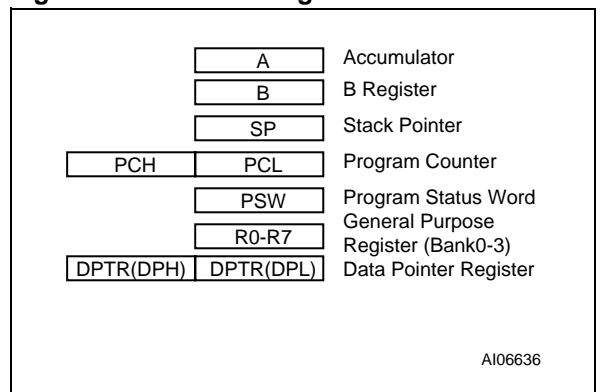 A Accumulator
B B Register
SP Stack Pointer
PCH PCL Program Counter
PSW Program Status Word
R0-R7 General Purpose
Register (Bank0-3)
DPTR(DPH) DPTR(DPL) Data Pointer Register
AI06636